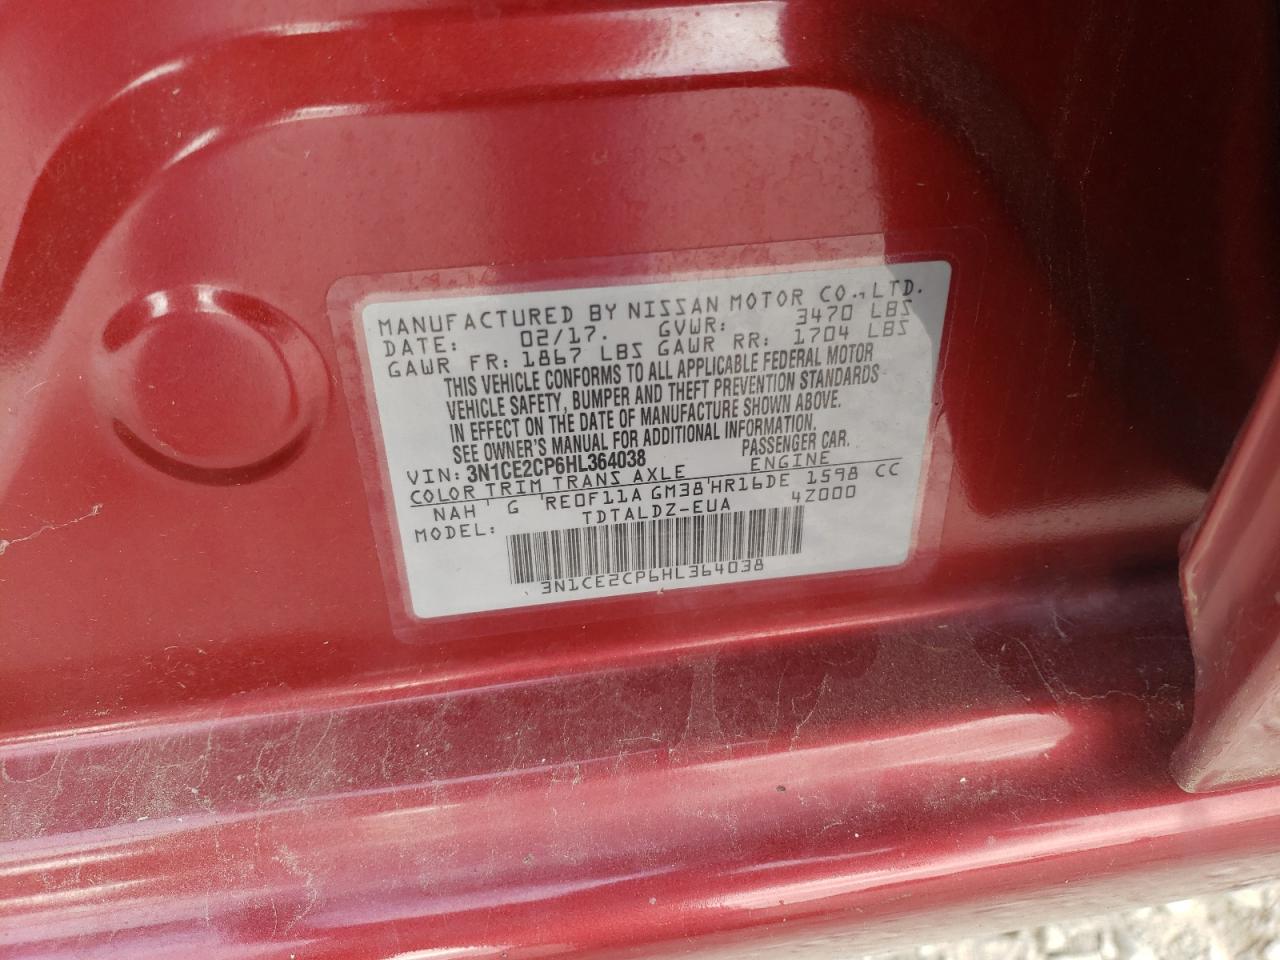 MANUFACTURED BY NISSAN MOTOR CO., LTD.
DATE: 02/17. GVWR: 3470 LBS
GAWR FR: 1867 LBS GAWR RR: 1704 LBS
THIS VEHICLE CONFORMS TO ALL APPLICABLE FEDERAL MOTOR
VEHICLE SAFETY, BUMPER AND THEFT PREVENTION STANDARDS
IN EFFECT ON THE DATE OF MANUFACTURE SHOWN ABOVE.
SEE OWNER'S MANUAL FOR ADDITIONAL INFORMATION.
VIN: 3N1CE2CP6HL364038 PASSENGER CAR.
COLOR TRIM TRANS AXLE ENGINE
NAH G RE0F11A GM38 HR16DE 1598 CC
MODEL: TDTALDZ-EUA 4Z000
3N1CE2CP6HL364038